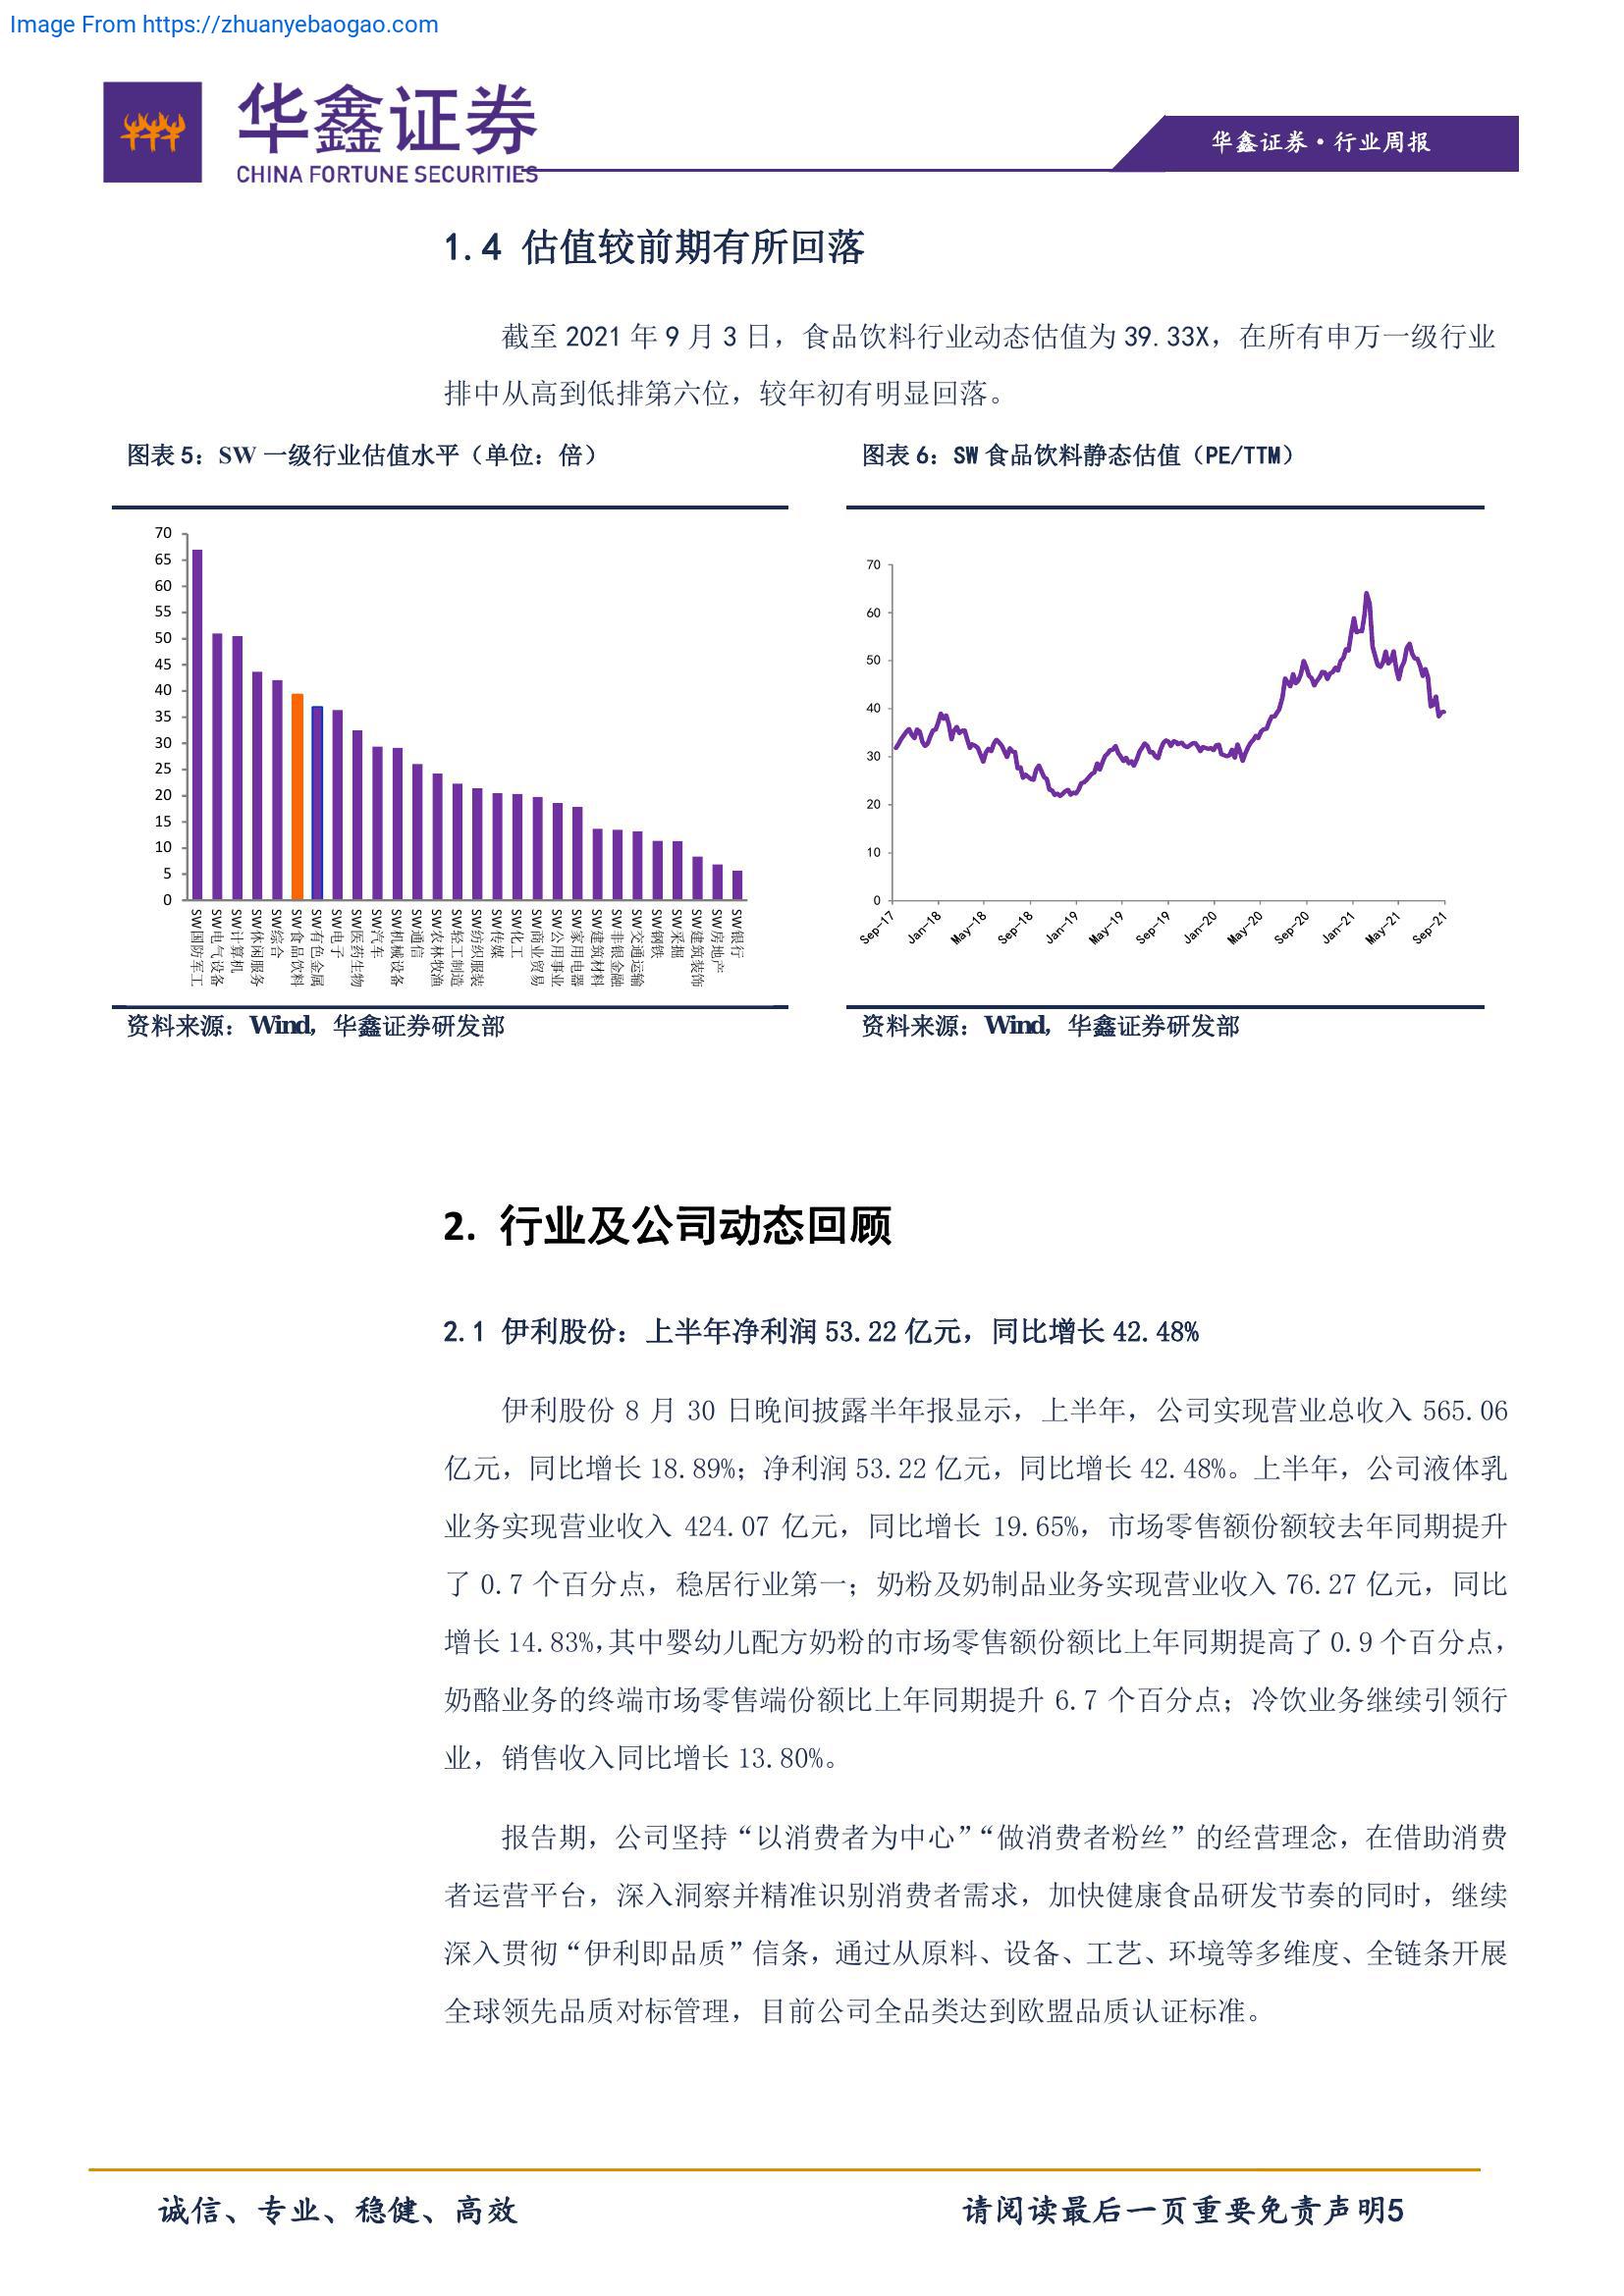 Image From https://zhuanyebaogao.com
华鑫证券
CHINA FORTUNE SECURITIES
华鑫证券·行业周报
1.4 估值较前期有所回落
截至 2021 年 9 月 3 日，食品饮料行业动态估值为 39.33X，在所有申万一级行业
排中从高到低排第六位，较年初有明显回落。
图表 5：SW 一级行业估值水平（单位：倍）
70
65
60
55
50
45
40
35
30
25
20
15
10
5
0
SW国防军工
SW电气设备
SW计算机
SW休闲服务
SW综合
SW食品饮料
SW有色金属
SW电子
SW医药生物
SW汽车
SW机械设备
SW通信
SW农林牧渔
SW轻工制造
SW纺织服装
SW传媒
SW化工
SW商业贸易
SW公用事业
SW家用电器
SW建筑材料
SW非银金融
SW交通运输
SW钢铁
SW采掘
SW建筑装饰
SW房地产
SW银行
资料来源：Wind，华鑫证券研发部
图表 6：SW 食品饮料静态估值（PE/TTM）
70
60
50
40
30
20
10
0
Sep-17
Jan-18
May-18
Sep-18
Jan-19
May-19
Sep-19
Jan-20
May-20
Sep-20
Jan-21
May-21
Sep-21
资料来源：Wind，华鑫证券研发部
2. 行业及公司动态回顾
2.1 伊利股份：上半年净利润 53.22 亿元，同比增长 42.48%
伊利股份 8 月 30 日晚间披露半年报显示，上半年，公司实现营业总收入 565.06
亿元，同比增长 18.89%；净利润 53.22 亿元，同比增长 42.48%。上半年，公司液体乳
业务实现营业收入 424.07 亿元，同比增长 19.65%，市场零售额份额较去年同期提升
了 0.7 个百分点，稳居行业第一；奶粉及奶制品业务实现营业收入 76.27 亿元，同比
增长 14.83%,其中婴幼儿配方奶粉的市场零售额份额比上年同期提高了 0.9 个百分点，
奶酪业务的终端市场零售端份额比上年同期提升 6.7 个百分点；冷饮业务继续引领行
业，销售收入同比增长 13.80%。
报告期，公司坚持“以消费者为中心”“做消费者粉丝”的经营理念，在借助消费
者运营平台，深入洞察并精准识别消费者需求，加快健康食品研发节奏的同时，继续
深入贯彻“伊利即品质”信条，通过从原料、设备、工艺、环境等多维度、全链条开展
全球领先品质对标管理，目前公司全品类达到欧盟品质认证标准。
诚信、专业、稳健、高效
请阅读最后一页重要免责声明5